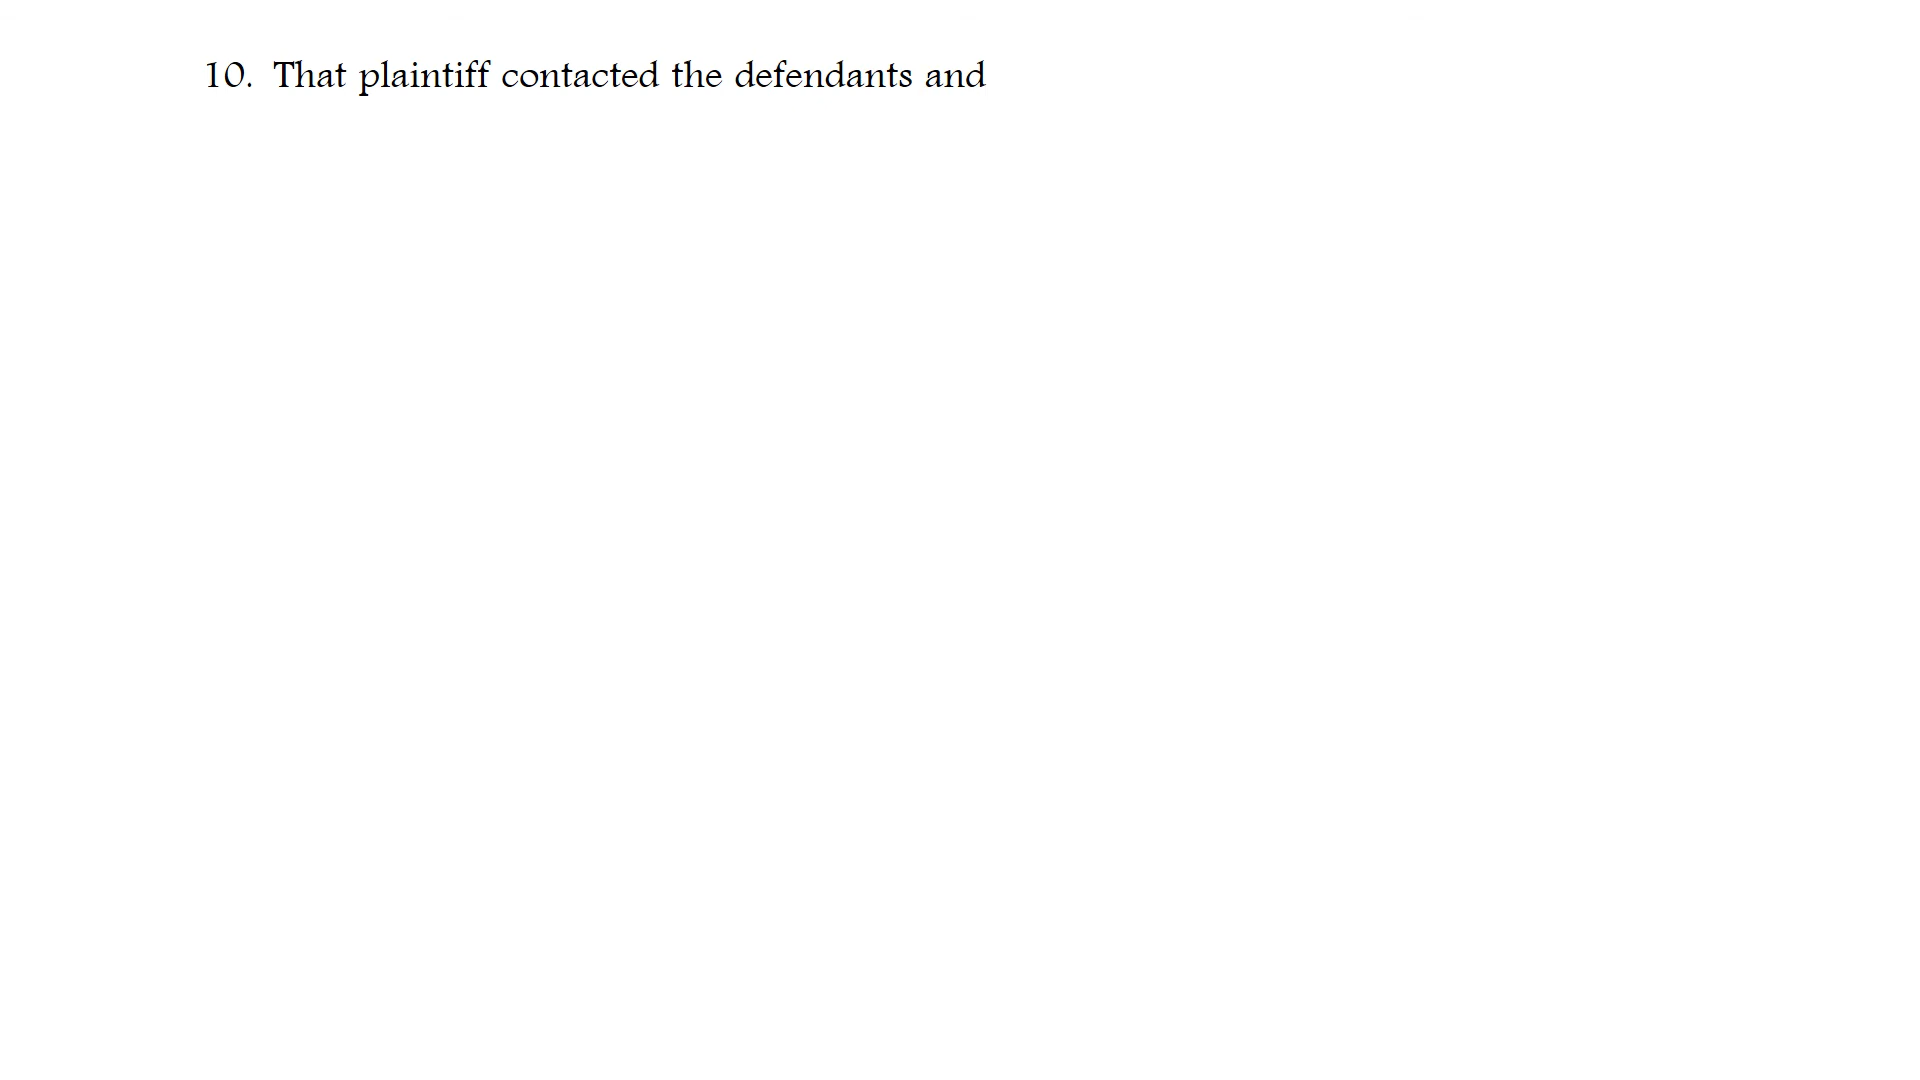 10. That plaintiff contacted the defendants and